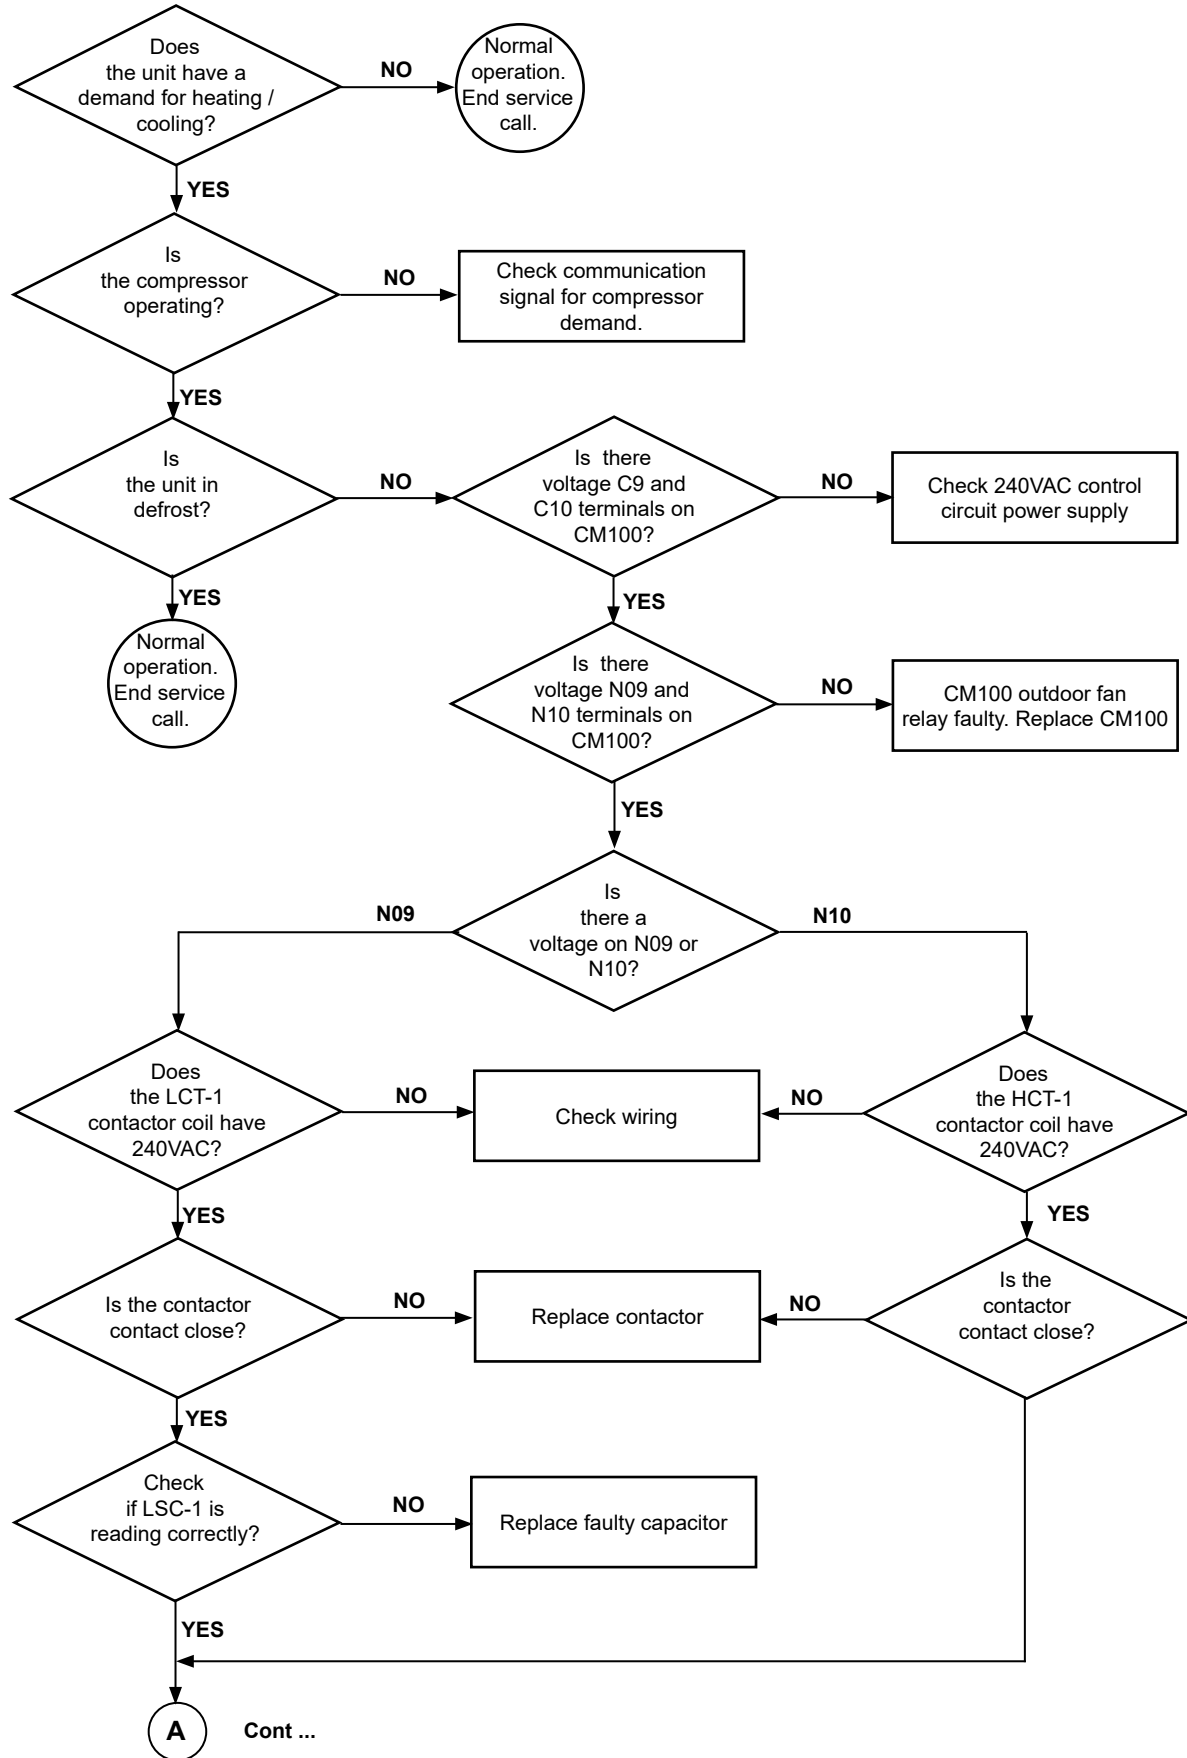 Does
the unit have a
demand for heating /
cooling?
NO
Normal
operation.
End service
call.
YES
Is
the compressor
operating?
NO
Check communication
signal for compressor
demand.
YES
Is
the unit in
defrost?
NO
Is there
voltage C9 and
C10 terminals on
CM100?
NO
Check 240VAC control
circuit power supply
YES
Normal
operation.
End service
call.
YES
Is there
voltage N09 and
N10 terminals on
CM100?
NO
CM100 outdoor fan
relay faulty. Replace CM100
YES
Is
there a
voltage on N09 or
N10?
N09
N10
Does
the LCT-1
contactor coil have
240VAC?
NO
Check wiring
NO
Does
the HCT-1
contactor coil have
240VAC?
YES
YES
Is the contactor
contact close?
NO
Replace contactor
NO
Is the
contactor
contact close?
YES
Check
if LSC-1 is
reading correctly?
NO
Replace faulty capacitor
YES
A
Cont ...